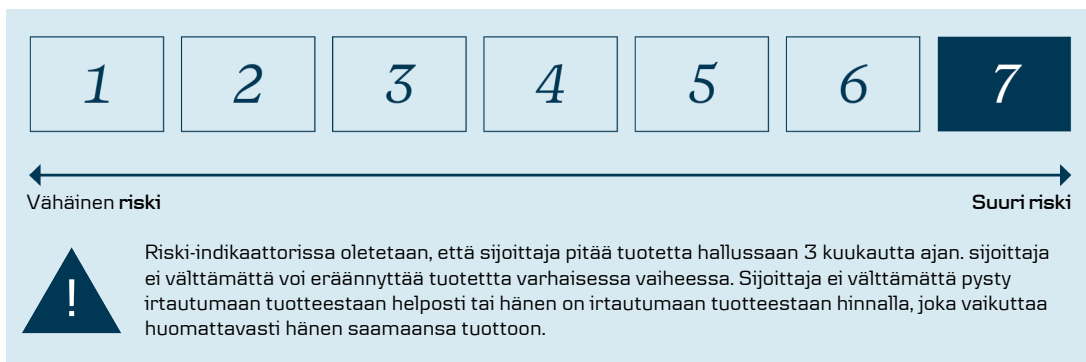 1 2 3 4 5 6 7
Vähäinen riski Suuri riski
!
Riski-indikaattorissa oletetaan, että sijoittaja pitää tuotetta hallussaan 3 kuukautta ajan. sijoittaja
ei välttämättä voi eräännyttää tuotettta varhaisessa vaiheessa. Sijoittaja ei välttämättä pysty
irtautumaan tuotteestaan helposti tai hänen on irtautumaan tuotteestaan hinnalla, joka vaikuttaa
huomattavasti hänen saamaansa tuottoon.